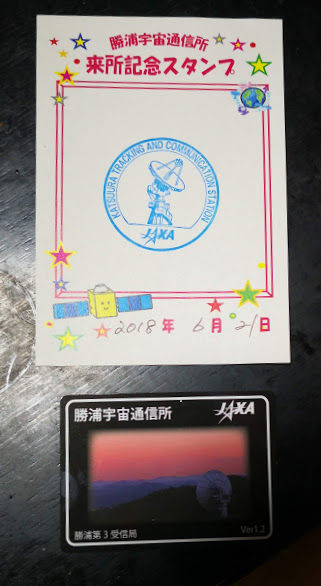 勝浦宇宙通信所
来所記念スタンプ
KATSUURA TRACKING AND COMMUNICATION STATION
JAXA
2018年 6月 21日
勝浦宇宙通信所
JAXA
勝浦第3受信局
Ver1.2